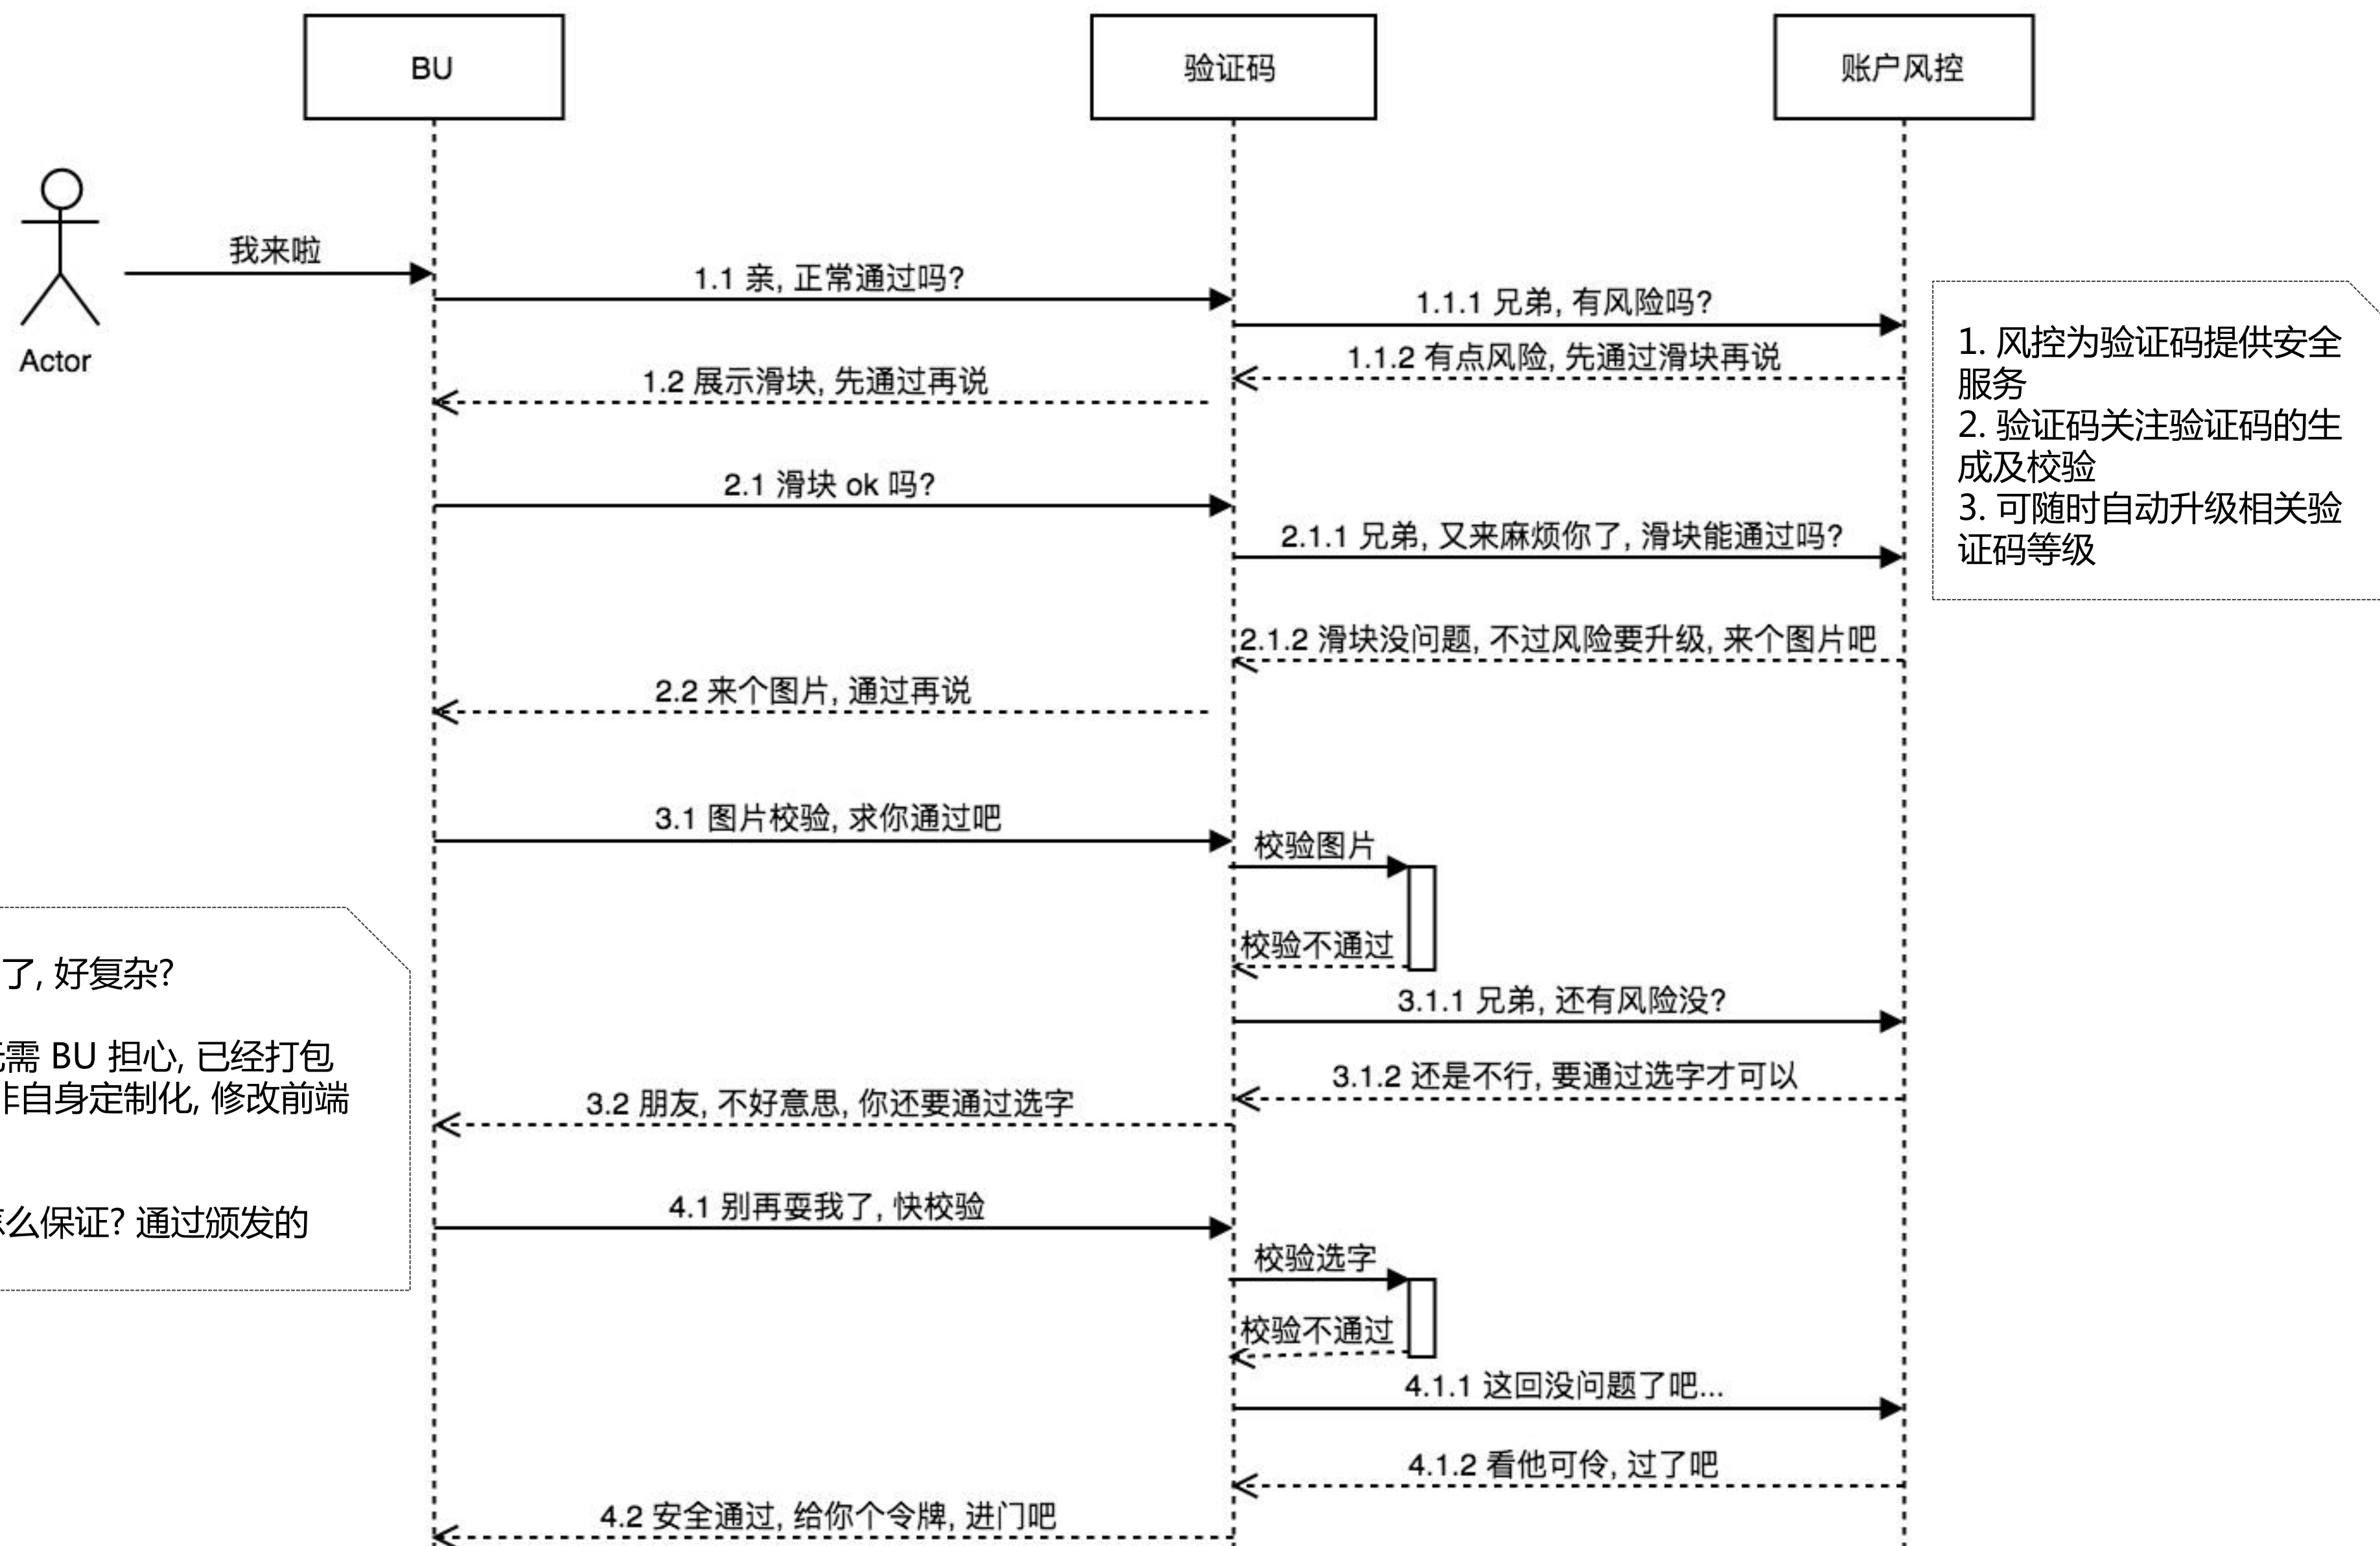 BU
验证码
账户风控
Actor
我来啦
1.1 亲, 正常通过吗?
1.1.1 兄弟, 有风险吗?
1.1.2 有点风险, 先通过滑块再说
1.2 展示滑块, 先通过再说
1. 风控为验证码提供安全
服务
2. 验证码关注验证码的生
成及校验
3. 可随时自动升级相关验
证码等级
2.1 滑块 ok 吗?
2.1.1 兄弟, 又来麻烦你了, 滑块能通过吗?
2.1.2 滑块没问题, 不过风险要升级, 来个图片吧
2.2 来个图片, 通过再说
3.1 图片校验, 求你通过吧
校验图片
校验不通过
3.1.1 兄弟, 还有风险没?
3.1.2 还是不行, 要通过选字才可以
3.2 朋友, 不好意思, 你还要通过选字
了, 好复杂?
需 BU 担心, 已经打包
自身定制化, 修改前端
么保证? 通过颁发的
4.1 别再耍我了, 快校验
校验选字
校验不通过
4.1.1 这回没问题了吧...
4.1.2 看他可伶, 过了吧
4.2 安全通过, 给你个令牌, 进门吧